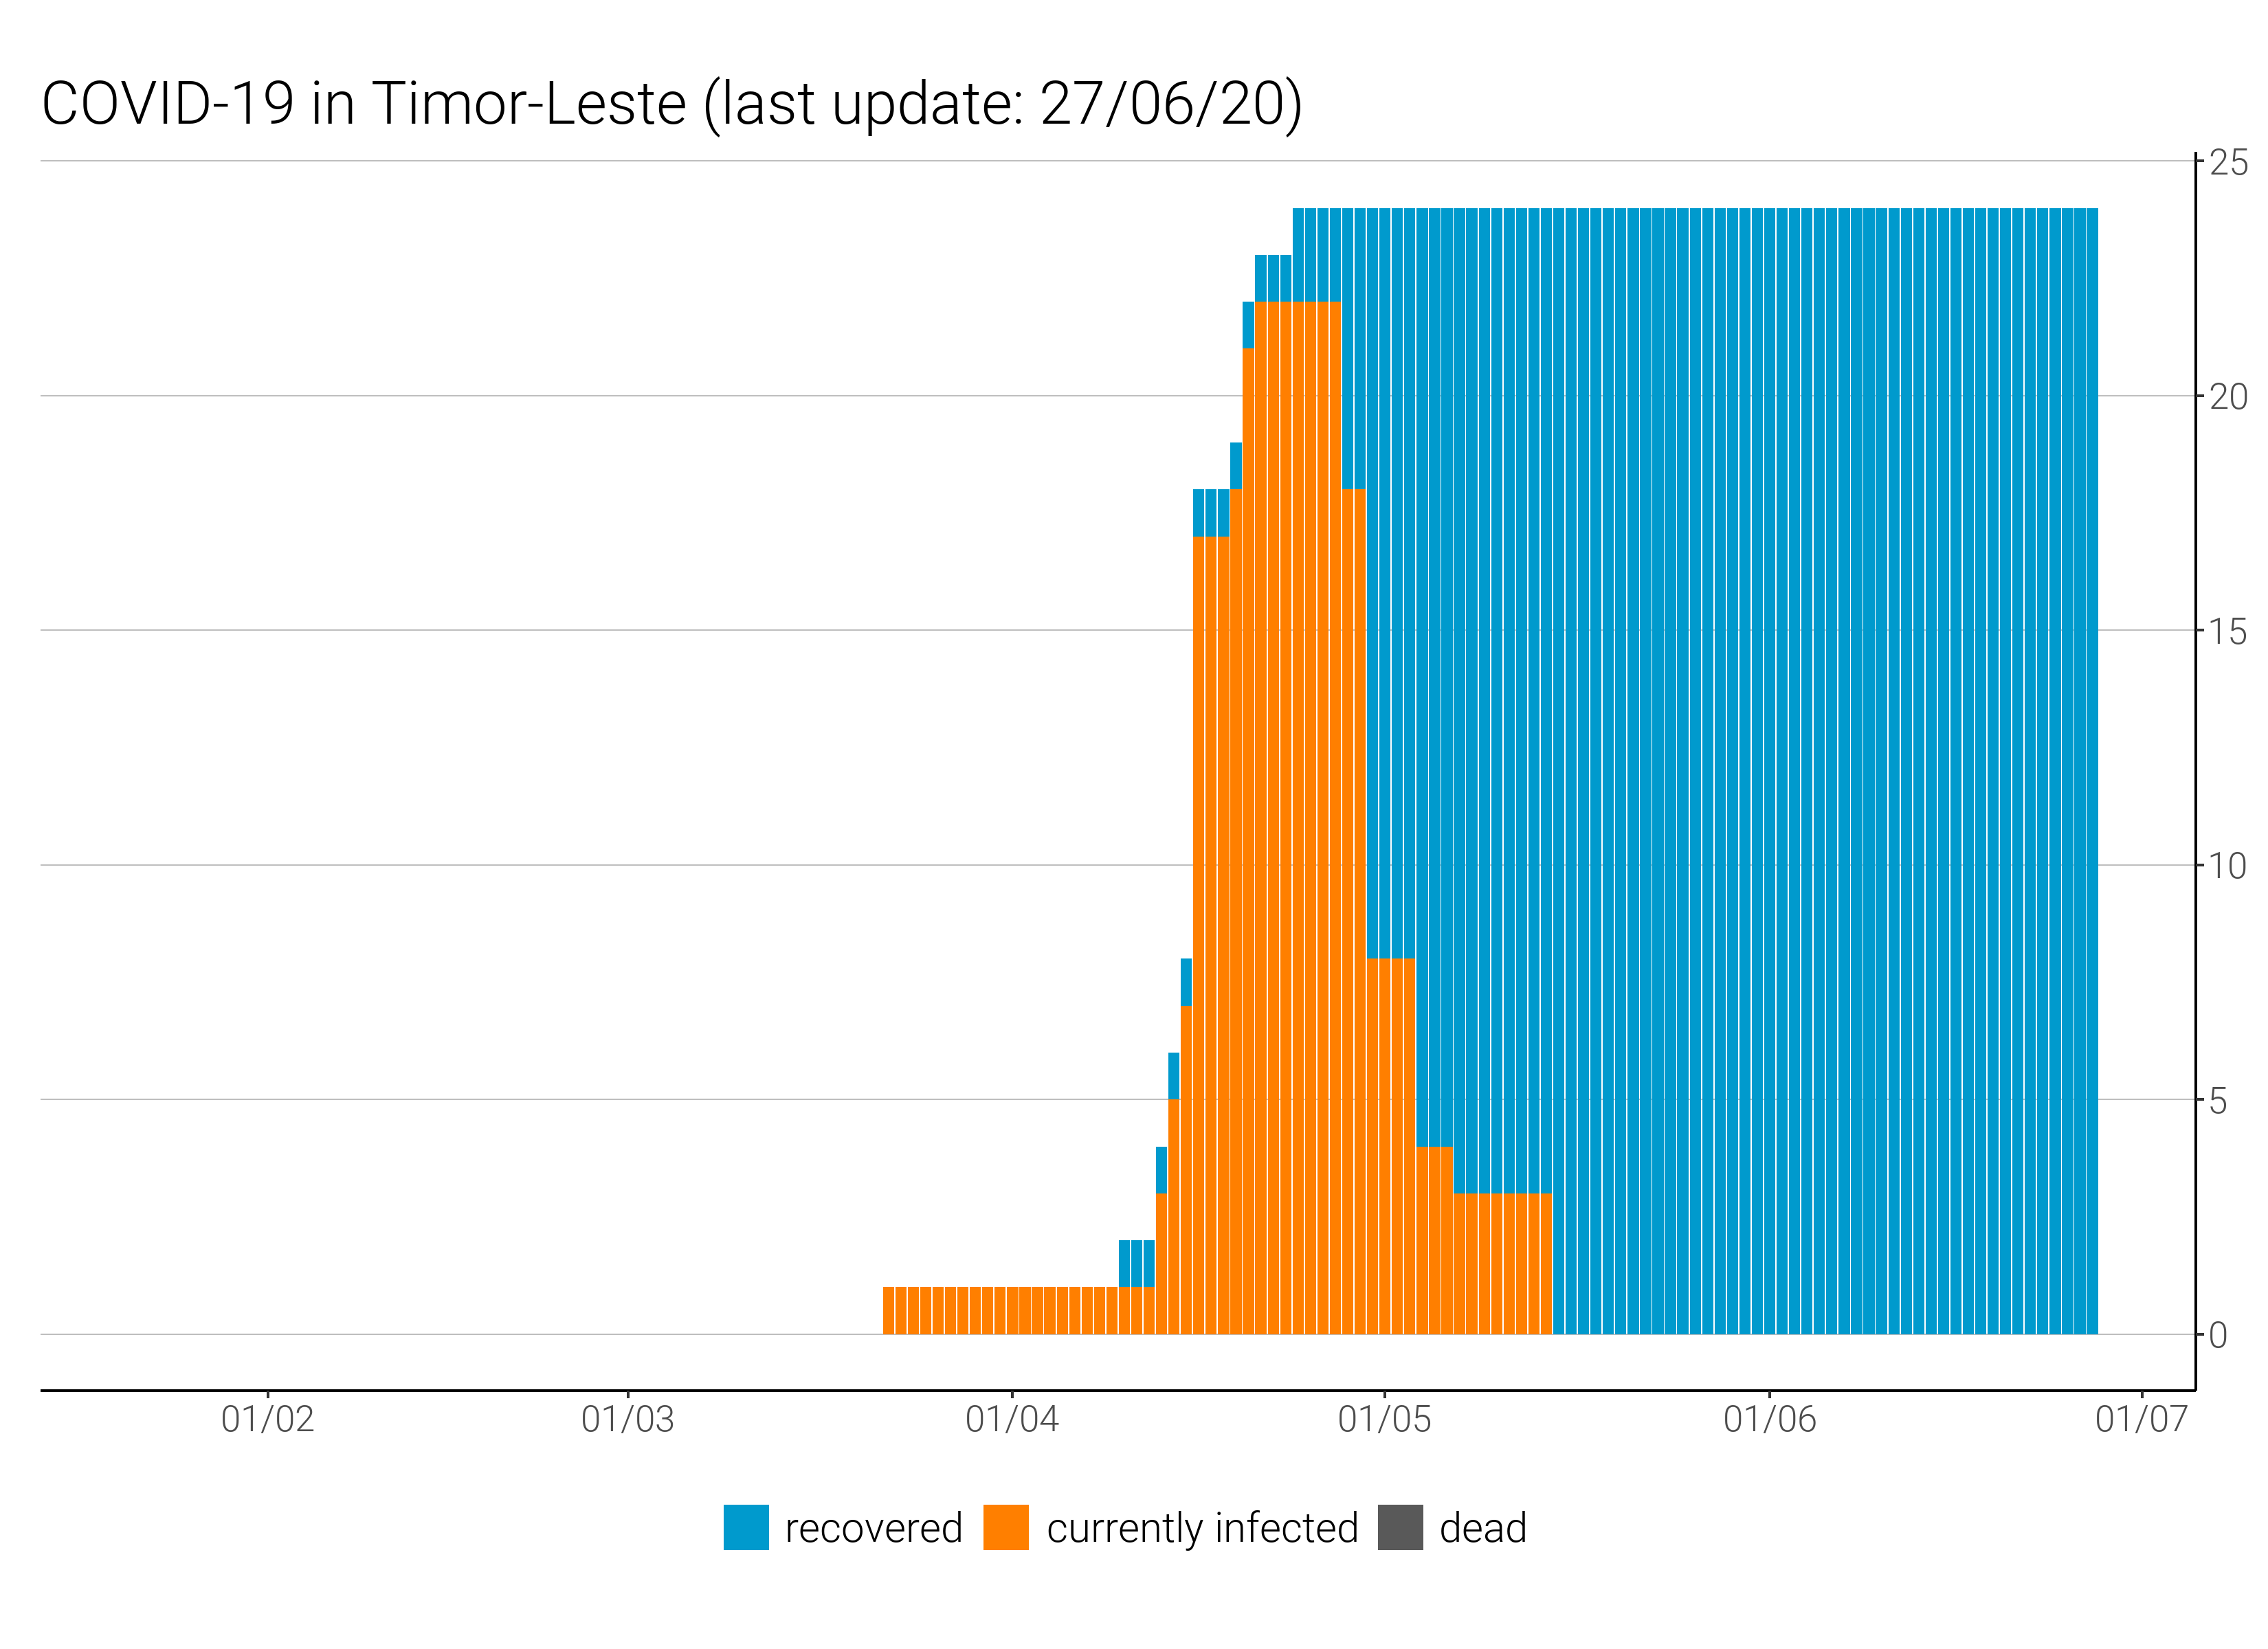 COVID-19 in Timor-Leste (last update: 27/06/20)
25
20
15
10
5
0
01/02 01/03 01/04 01/05 01/06 01/07
recovered currently infected dead